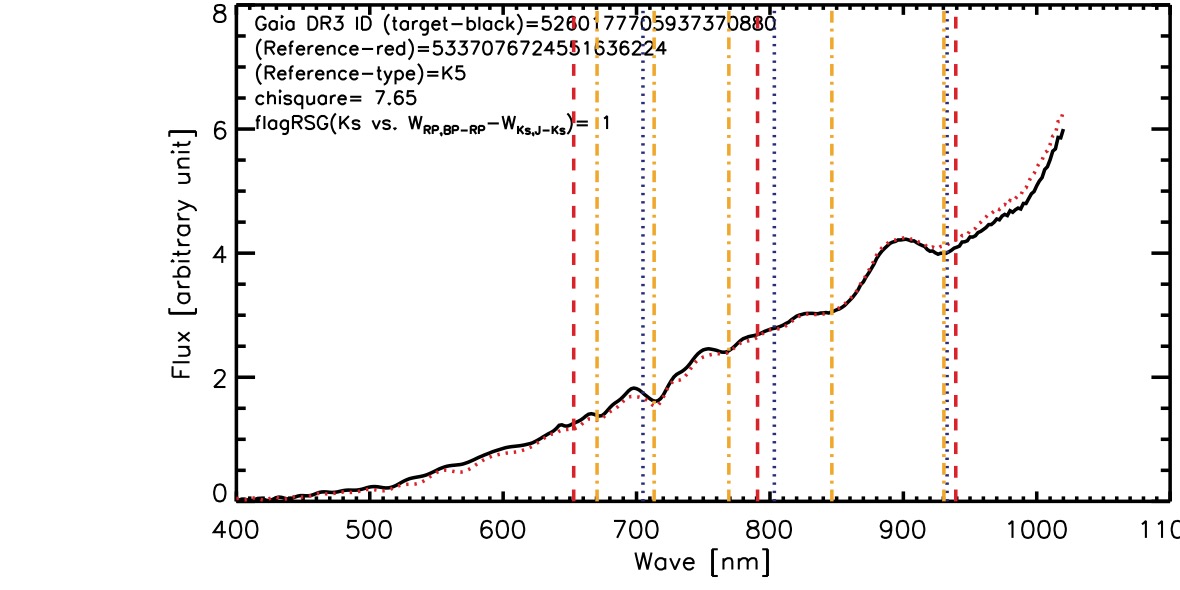 8
Gaia DR3 ID (target-black)=5260177705937370880
(Reference-red)=5337076724551636224
(Reference-type)=K5
chisquare= 7.65
flagRSG(Ks vs. W_RP,BP-RP-W_Ks,J-Ks)= 1
6
4
2
0
Flux [arbitrary unit]
400 500 600 700 800 900 1000 110
Wave [nm]